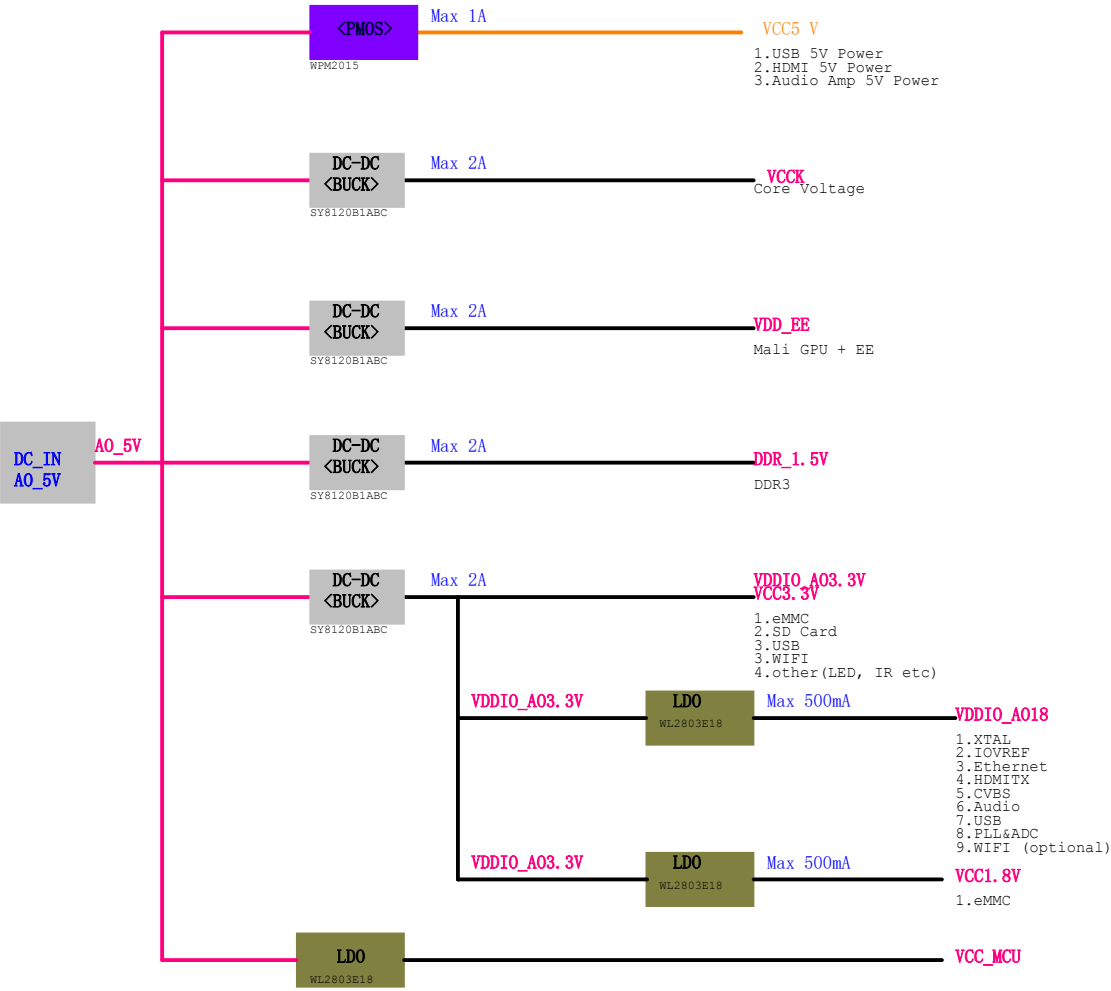 <PMOS>
WPM2015
Max 1A
VCC5 V
1.USB 5V Power
2.HDMI 5V Power
3.Audio Amp 5V Power
DC-DC
<BUCK>
SY8120B1ABC
Max 2A
VCCK
Core Voltage
DC-DC
<BUCK>
SY8120B1ABC
Max 2A
VDD_EE
Mali GPU + EE
DC_IN
AO_5V
AO_5V
DC-DC
<BUCK>
SY8120B1ABC
Max 2A
DDR_1.5V
DDR3
DC-DC
<BUCK>
SY8120B1ABC
Max 2A
VDDIO_AO3.3V
VCC3.3V
1.eMMC
2.SD Card
3.USB
3.WIFI
4.other(LED, IR etc)
VDDIO_AO3.3V
LDO
WL2803E18
Max 500mA
VDDIO_AO18
1.XTAL
2.IOVREF
3.Ethernet
4.HDMITX
5.CVBS
6.Audio
7.USB
8.PLL&ADC
9.WIFI (optional)
VDDIO_AO3.3V
LDO
WL2803E18
Max 500mA
VCC1.8V
1.eMMC
LDO
WL2803E18
VCC_MCU